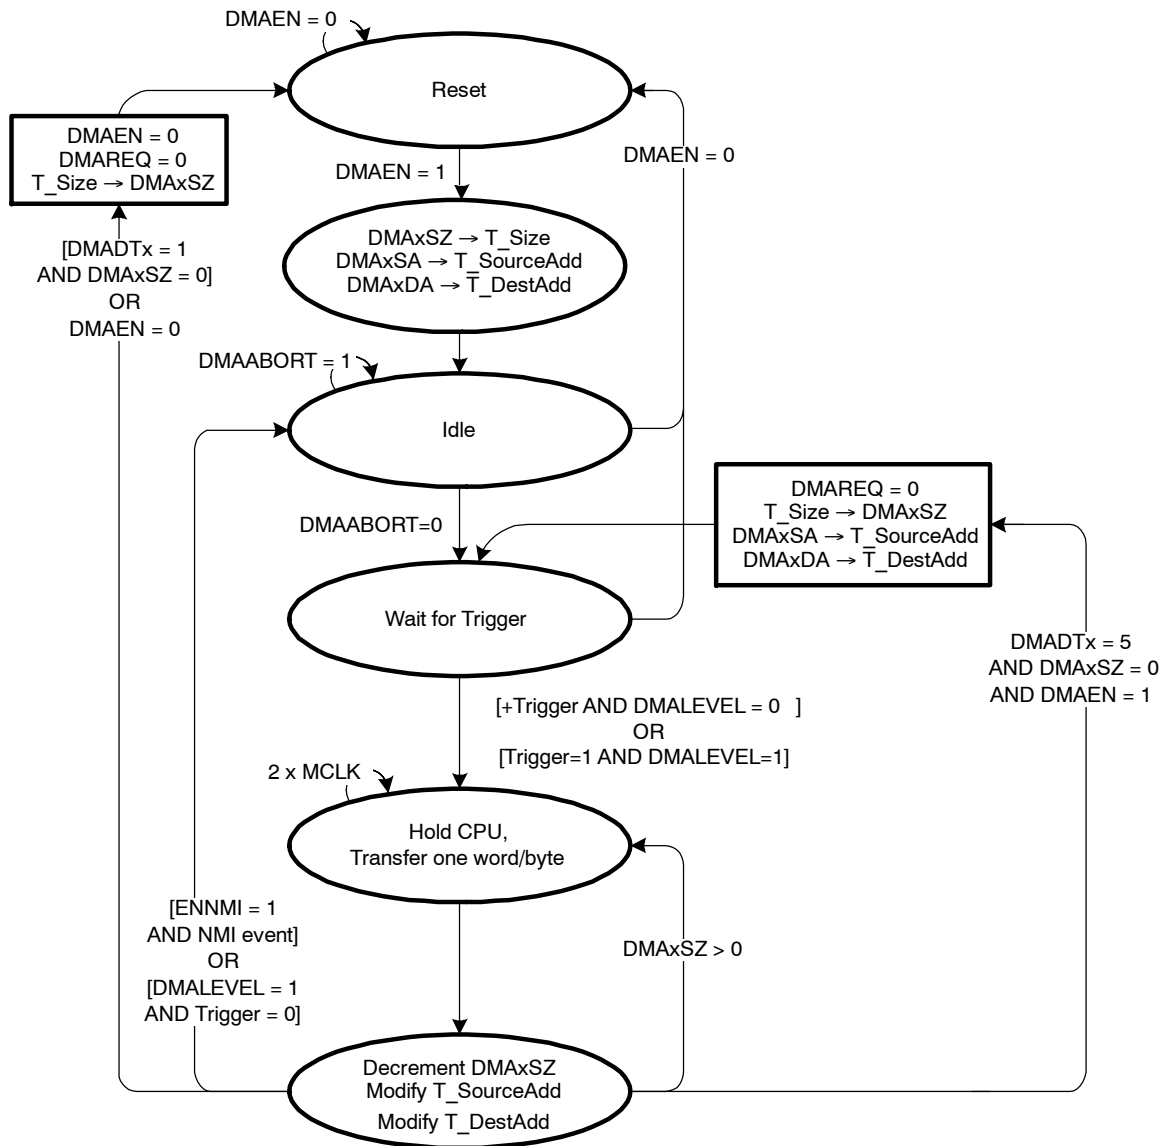 DMAEN = 0
Reset
DMAEN = 0
DMAREQ = 0
T_Size → DMAxSZ
DMAEN = 0
DMAEN = 1
[DMADTx = 1
AND DMAxSZ = 0]
OR
DMAEN = 0
DMAxSZ → T_Size
DMAxSA → T_SourceAdd
DMAxDA → T_DestAdd
DMAABORT = 1
Idle
DMAABORT=0
DMAREQ = 0
T_Size → DMAxSZ
DMAxSA → T_SourceAdd
DMAxDA → T_DestAdd
Wait for Trigger
DMADTx = 5
AND DMAxSZ = 0
AND DMAEN = 1
[+Trigger AND DMALEVEL = 0 ]
OR
[Trigger=1 AND DMALEVEL=1]
2 x MCLK
Hold CPU,
Transfer one word/byte
[ENNMI = 1
AND NMI event]
OR
[DMALEVEL = 1
AND Trigger = 0]
DMAxSZ > 0
Decrement DMAxSZ
Modify T_SourceAdd
Modify T_DestAdd